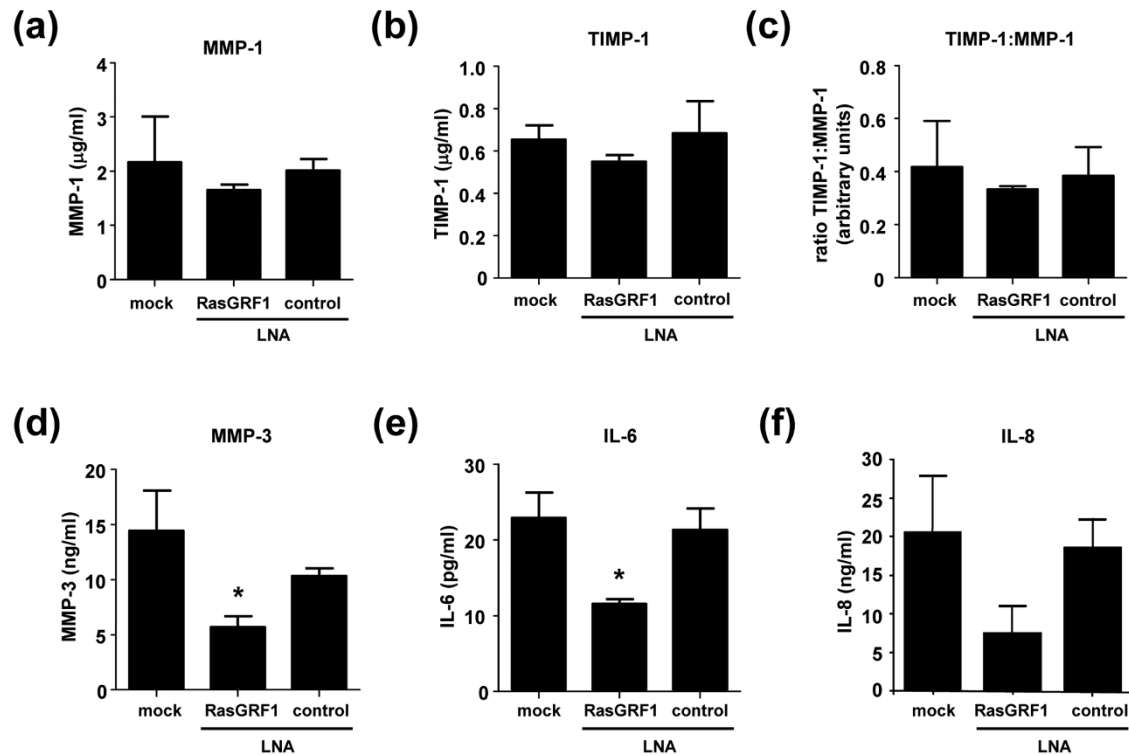 (a)
MMP-1
MMP-1 (μg/ml)
4
3
2
1
0
mock RasGRF1 control
LNA
(b)
TIMP-1
TIMP-1 (μg/ml)
1.0
0.8
0.6
0.4
0.2
0.0
mock RasGRF1 control
LNA
(c)
TIMP-1:MMP-1
ratio TIMP-1:MMP-1
(arbitrary units)
0.8
0.6
0.4
0.2
0
mock RasGRF1 control
LNA
(d)
MMP-3
MMP-3 (ng/ml)
20
15
10
5
0
*
mock RasGRF1 control
LNA
(e)
IL-6
IL-6 (pg/ml)
30
20
10
0
*
mock RasGRF1 control
LNA
(f)
IL-8
IL-8 (ng/ml)
30
25
20
15
10
5
0
mock RasGRF1 control
LNA